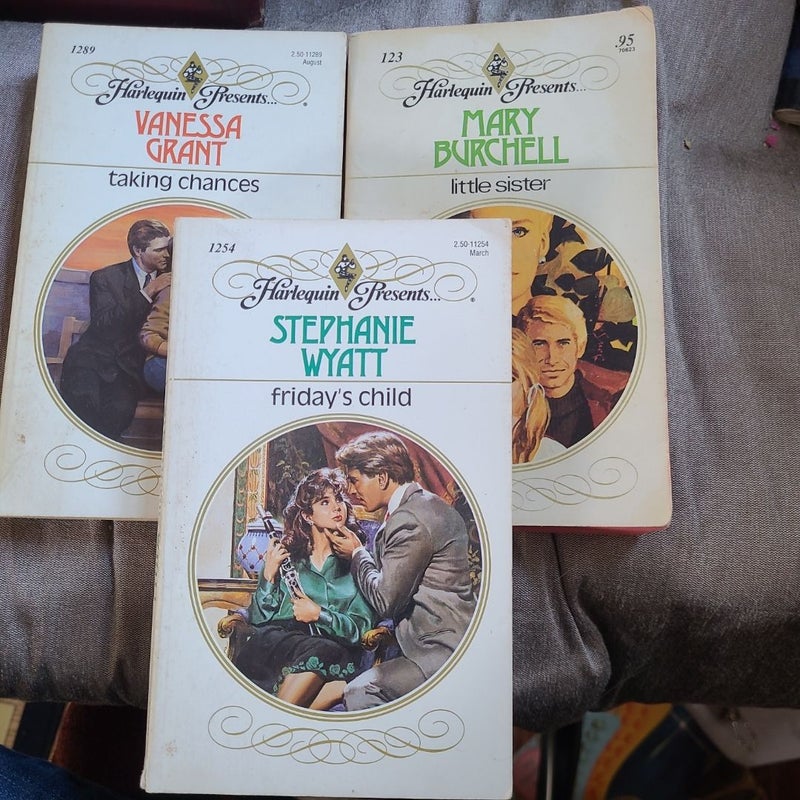 1289
2.50-11289
August
Harlequin Presents...
VANESSA
GRANT
taking chances
123
.95
70623
Harlequin Presents...
MARY
BURCHELL
little sister
1254
2.50-11254
March
Harlequin Presents...
STEPHANIE
WYATT
friday's child